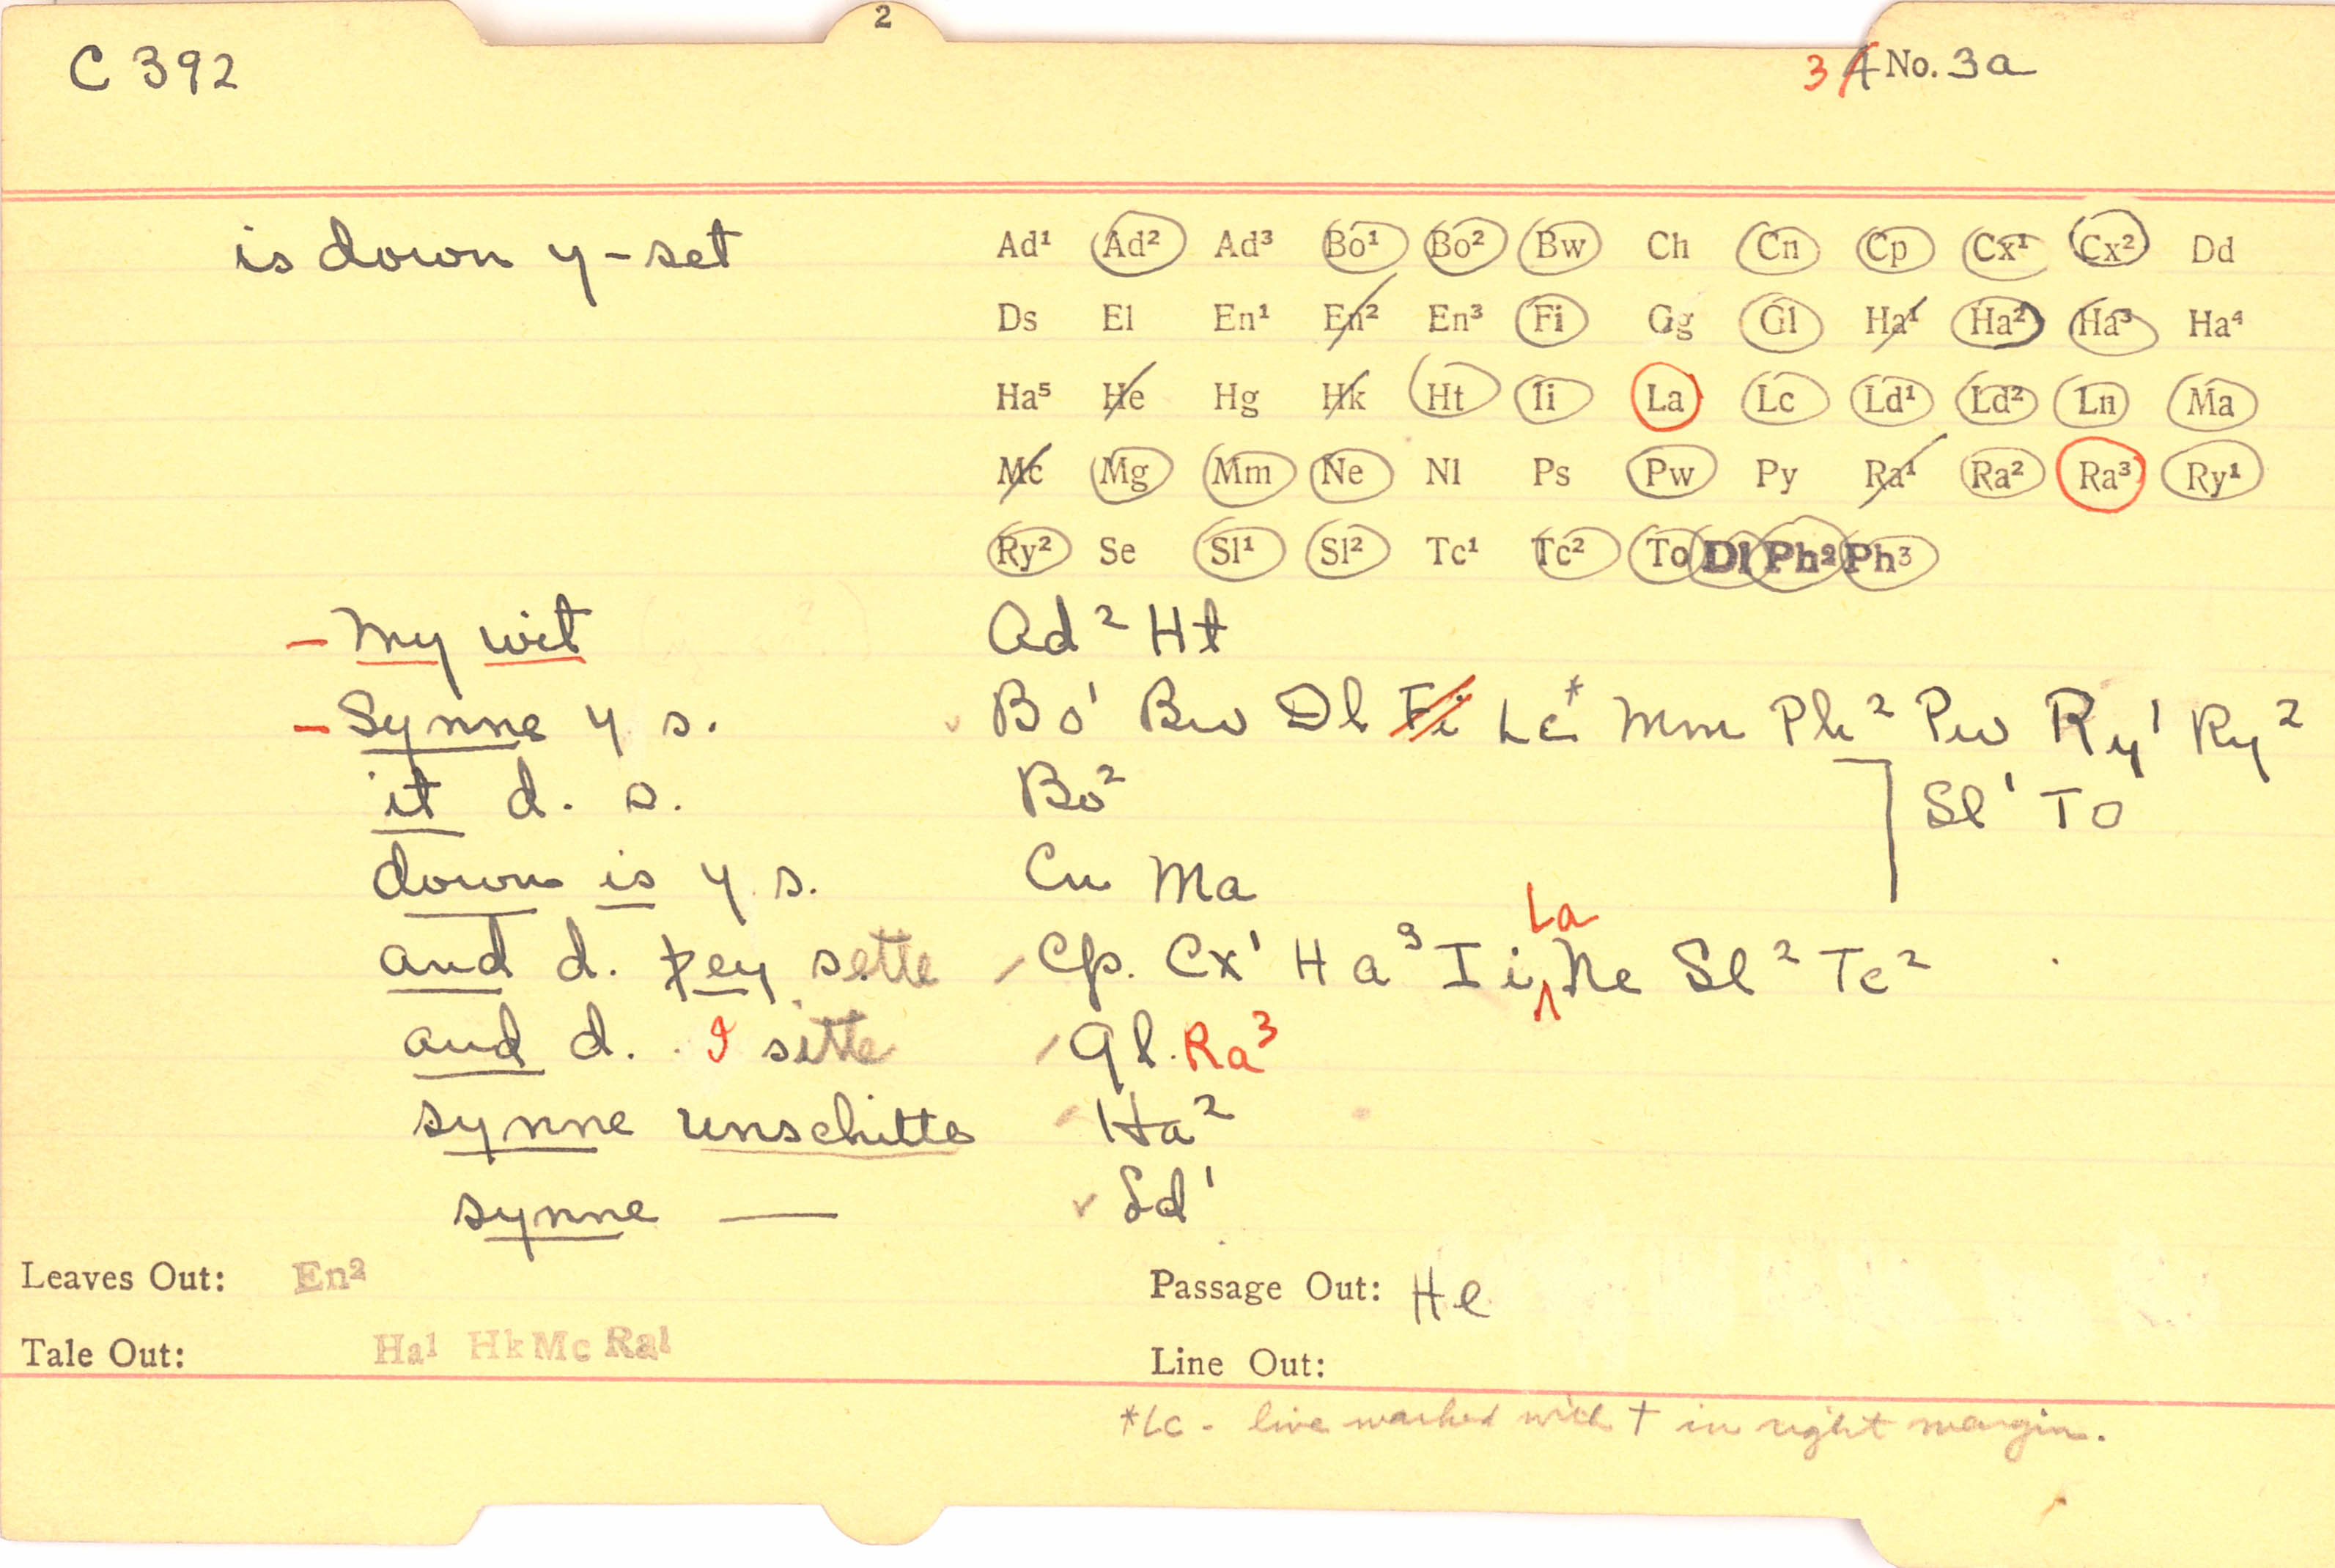 2
C 392
3 4 No. 3a
is down y-set
Ad¹ Ad² Ad³ Bo¹ Bo² Bw Ch Cn Cp Cx¹ Cx² Dd
Ds El En¹ En² En³ Fi Gg Gl Ha¹ Ha² Ha³ Ha⁴
Ha⁵ He Hg Hk Ht Ii La Lc Ld¹ Ld² Ln Ma
Mc Mg Mm Ne Nl Ps Pw Py Ra¹ Ra² Ra³ Ry¹
Ry² Se Sl¹ Sl² Tc¹ Tc² To Dl Ph² Ph³
– My wit Ad² Ht
– Synne y s. Bo¹ Bw Dl Fi Lc* Mm Ph² Pw Ry¹ Ry²
it d. s. Bo² ] Sl¹ To
down is y s. Cn Ma
and d. þey sette Cp. Cx¹ Ha³ Ii La Ne Sl² Tc²
and d. I sitte Gl. Ra³
synne unschitte Ha²
synne — Ld¹
Leaves Out: En² Passage Out: He
Tale Out: Ha¹ Hk Mc Ra¹ Line Out:
*Lc - line marked with † in right margin.